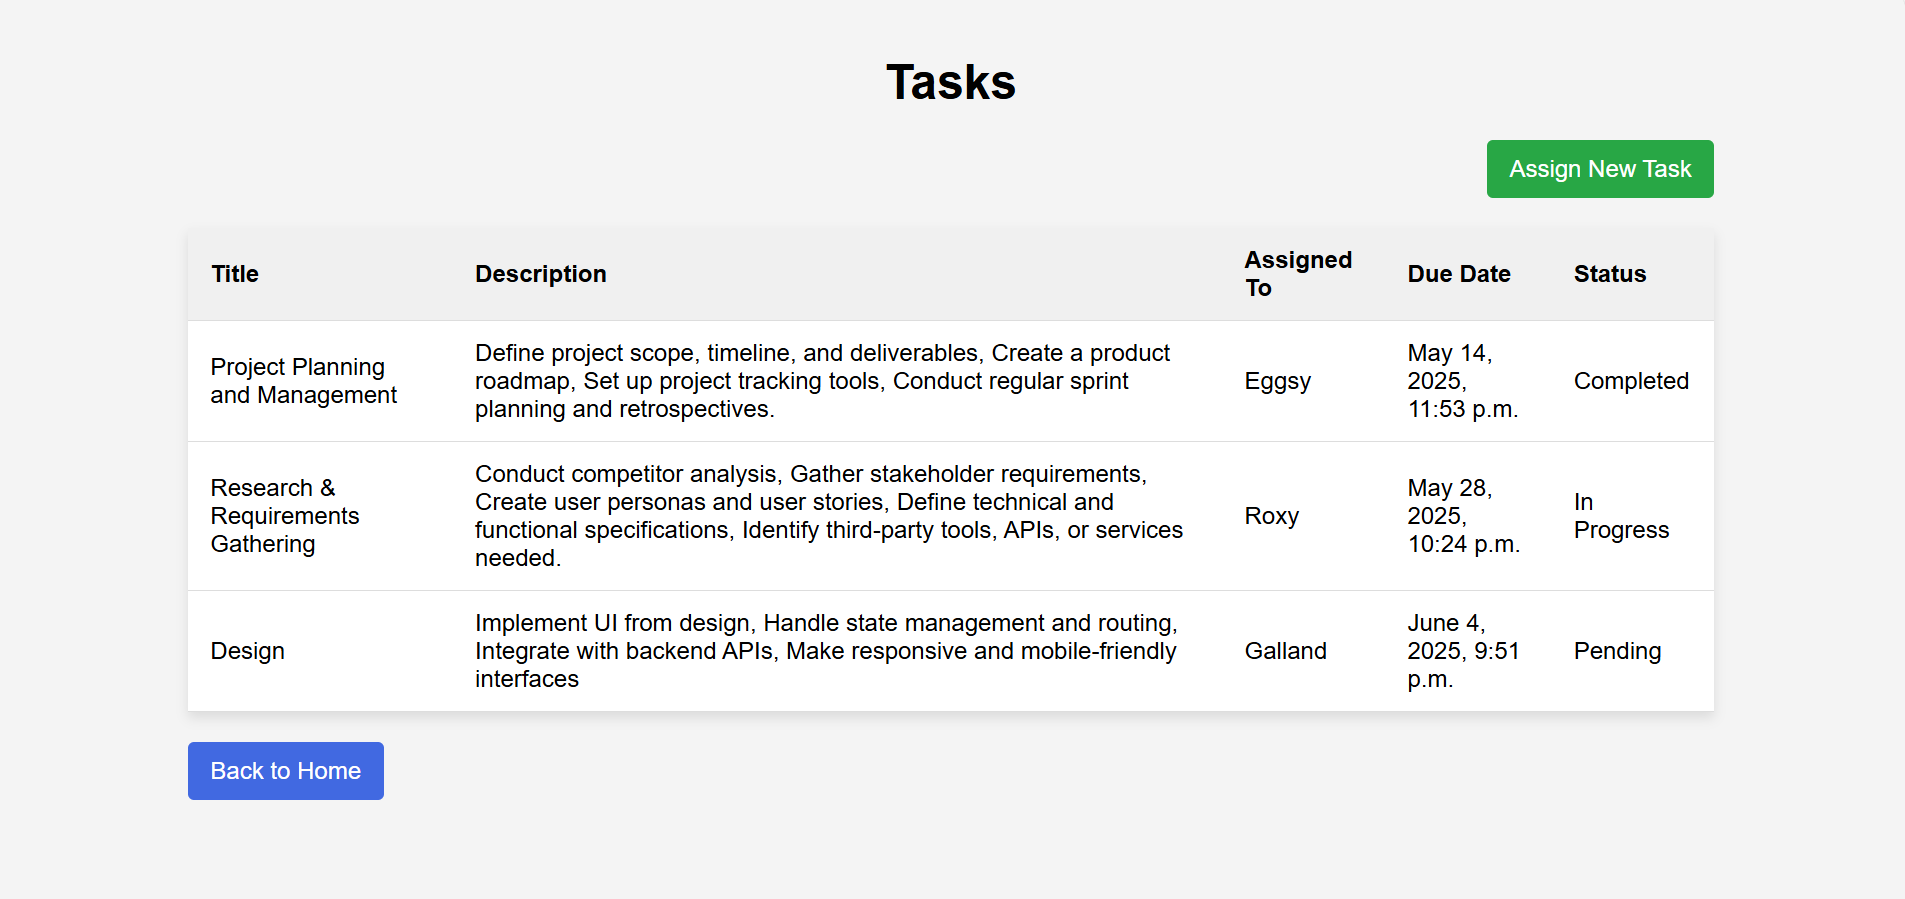 Tasks
Assign New Task
Title
Description
Assigned
To
Due Date
Status
Project Planning
and Management
Define project scope, timeline, and deliverables, Create a product
roadmap, Set up project tracking tools, Conduct regular sprint
planning and retrospectives.
Eggsy
May 14,
2025,
11:53 p.m.
Completed
Research &
Requirements
Gathering
Conduct competitor analysis, Gather stakeholder requirements,
Create user personas and user stories, Define technical and
functional specifications, Identify third-party tools, APIs, or services
needed.
Roxy
May 28,
2025,
10:24 p.m.
In
Progress
Design
Implement UI from design, Handle state management and routing,
Integrate with backend APIs, Make responsive and mobile-friendly
interfaces
Galland
June 4,
2025, 9:51
p.m.
Pending
Back to Home